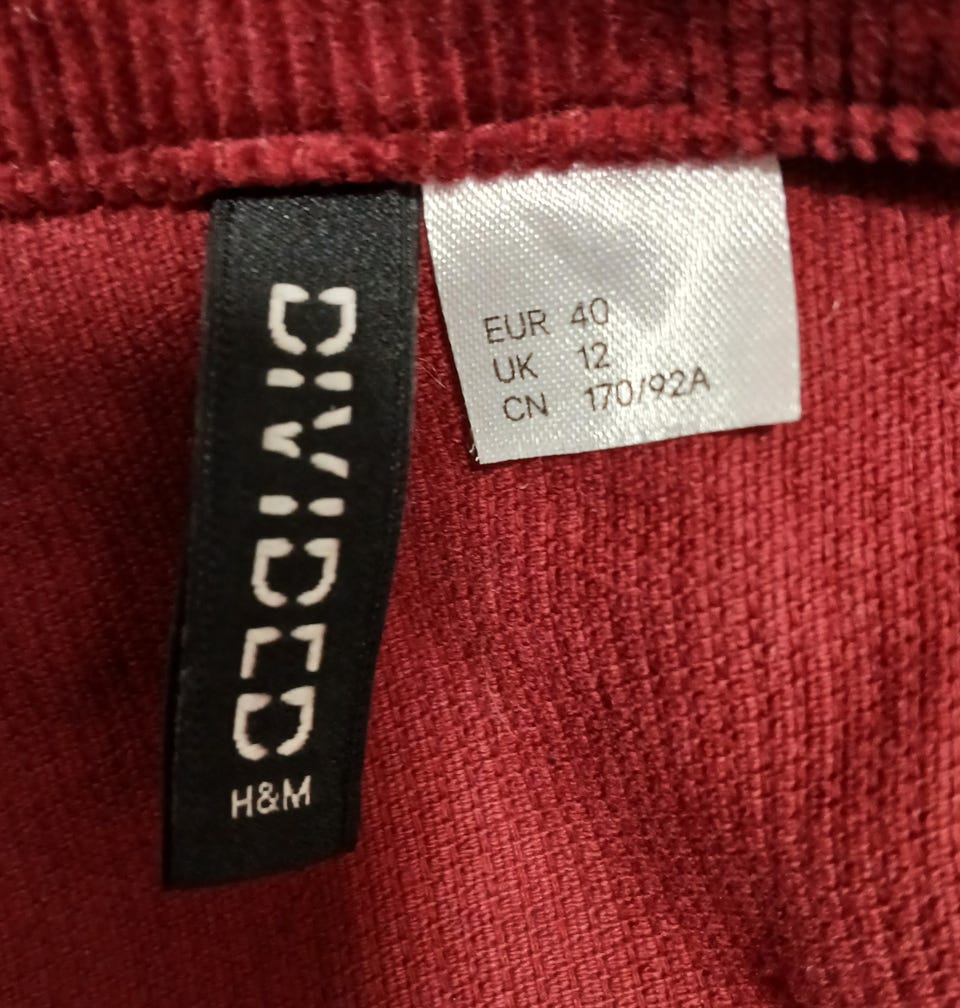 DIVIDED
H&M
EUR 40
UK 12
CN 170/92A